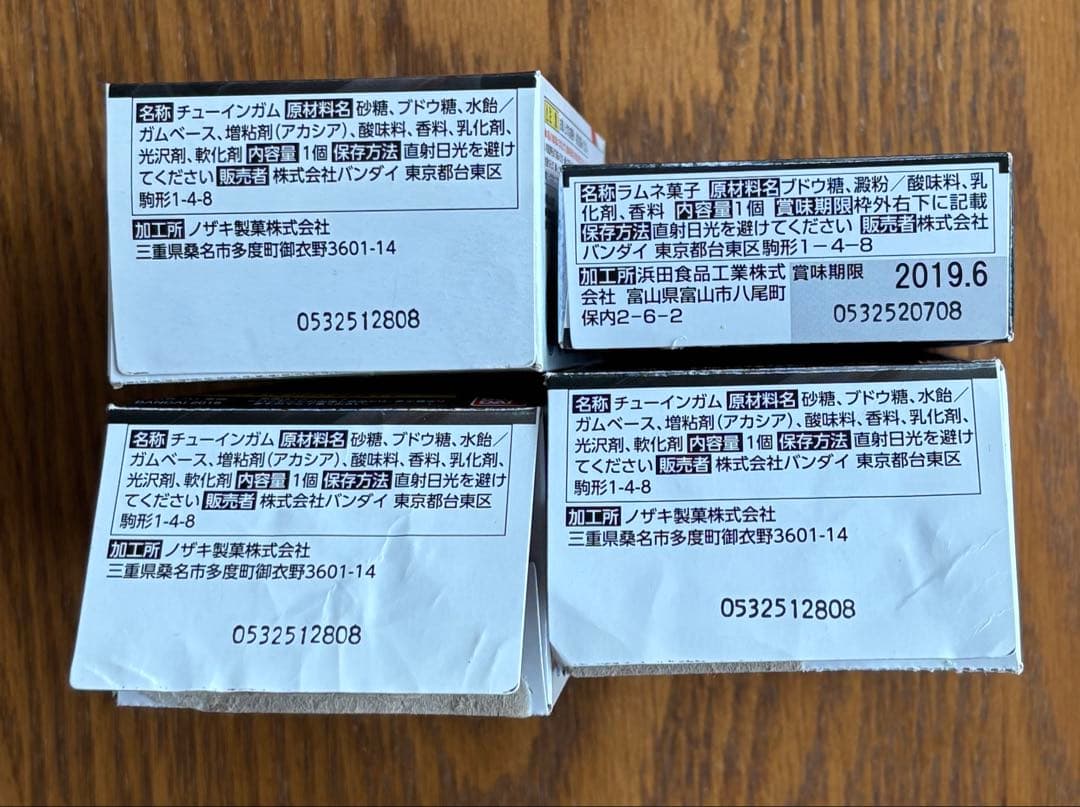 名称 チューインガム 原材料名 砂糖、ブドウ糖、水飴／
ガムベース、増粘剤(アカシア)、酸味料、香料、乳化剤、
光沢剤、軟化剤 内容量 1個 保存方法 直射日光を避け
てください 販売者 株式会社バンダイ 東京都台東区
駒形1-4-8
加工所 ノザキ製菓株式会社
三重県桑名市多度町御衣野3601-14
0532512808
名称 ラムネ菓子 原材料名 ブドウ糖、澱粉／酸味料、乳
化剤、香料 内容量 1個 賞味期限 枠外右下に記載
保存方法 直射日光を避けてください 販売者 株式会社
バンダイ 東京都台東区駒形1−4−8
加工所 浜田食品工業株式
会社 富山県富山市八尾町
保内2-6-2
賞味期限 2019.6
0532520708
名称 チューインガム 原材料名 砂糖、ブドウ糖、水飴／
ガムベース、増粘剤(アカシア)、酸味料、香料、乳化剤、
光沢剤、軟化剤 内容量 1個 保存方法 直射日光を避け
てください 販売者 株式会社バンダイ 東京都台東区
駒形1-4-8
加工所 ノザキ製菓株式会社
三重県桑名市多度町御衣野3601-14
0532512808
名称 チューインガム 原材料名 砂糖、ブドウ糖、水飴／
ガムベース、増粘剤(アカシア)、酸味料、香料、乳化剤、
光沢剤、軟化剤 内容量 1個 保存方法 直射日光を避け
てください 販売者 株式会社バンダイ 東京都台東区
駒形1-4-8
加工所 ノザキ製菓株式会社
三重県桑名市多度町御衣野3601-14
0532512808